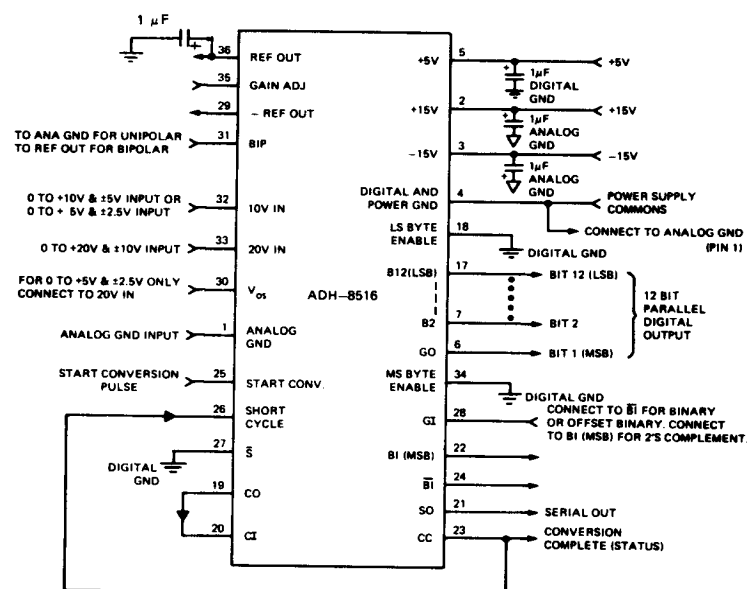 1 μF
36
REF OUT
35
GAIN ADJ
29
– REF OUT
TO ANA GND FOR UNIPOLAR
TO REF OUT FOR BIPOLAR
31
BIP
0 TO +10V & ±5V INPUT OR
0 TO + 5V & ±2.5V INPUT
32
10V IN
0 TO +20V & ±10V INPUT
33
20V IN
FOR 0 TO +5V & ±2.5V ONLY
CONNECT TO 20V IN
30
Vos
ANALOG GND INPUT
1
ANALOG
GND
START CONVERSION
PULSE
25
START CONV.
26
SHORT
CYCLE
27
S̅
DIGITAL
GND
19
CO
20
CI
ADH–8516
+5V
5
+5V
+
1μF
DIGITAL
GND
+15V
2
+15V
+
1μF
ANALOG
GND
–15V
3
–15V
+
1μF
ANALOG
GND
DIGITAL AND
POWER GND
4
POWER SUPPLY
COMMONS
CONNECT TO ANALOG GND
(PIN 1)
LS BYTE
ENABLE
18
DIGITAL GND
B12(LSB)
17
BIT 12 (LSB)
B2
7
BIT 2
GO
6
BIT 1 (MSB)
12 BIT
PARALLEL
DIGITAL
OUTPUT
MS BYTE
ENABLE
34
DIGITAL GND
GI
28
CONNECT TO B̅I̅ FOR BINARY
OR OFFSET BINARY. CONNECT
TO BI (MSB) FOR 2'S COMPLEMENT.
BI (MSB)
22
B̅I̅
24
SO
21
SERIAL OUT
CC
23
CONVERSION
COMPLETE (STATUS)